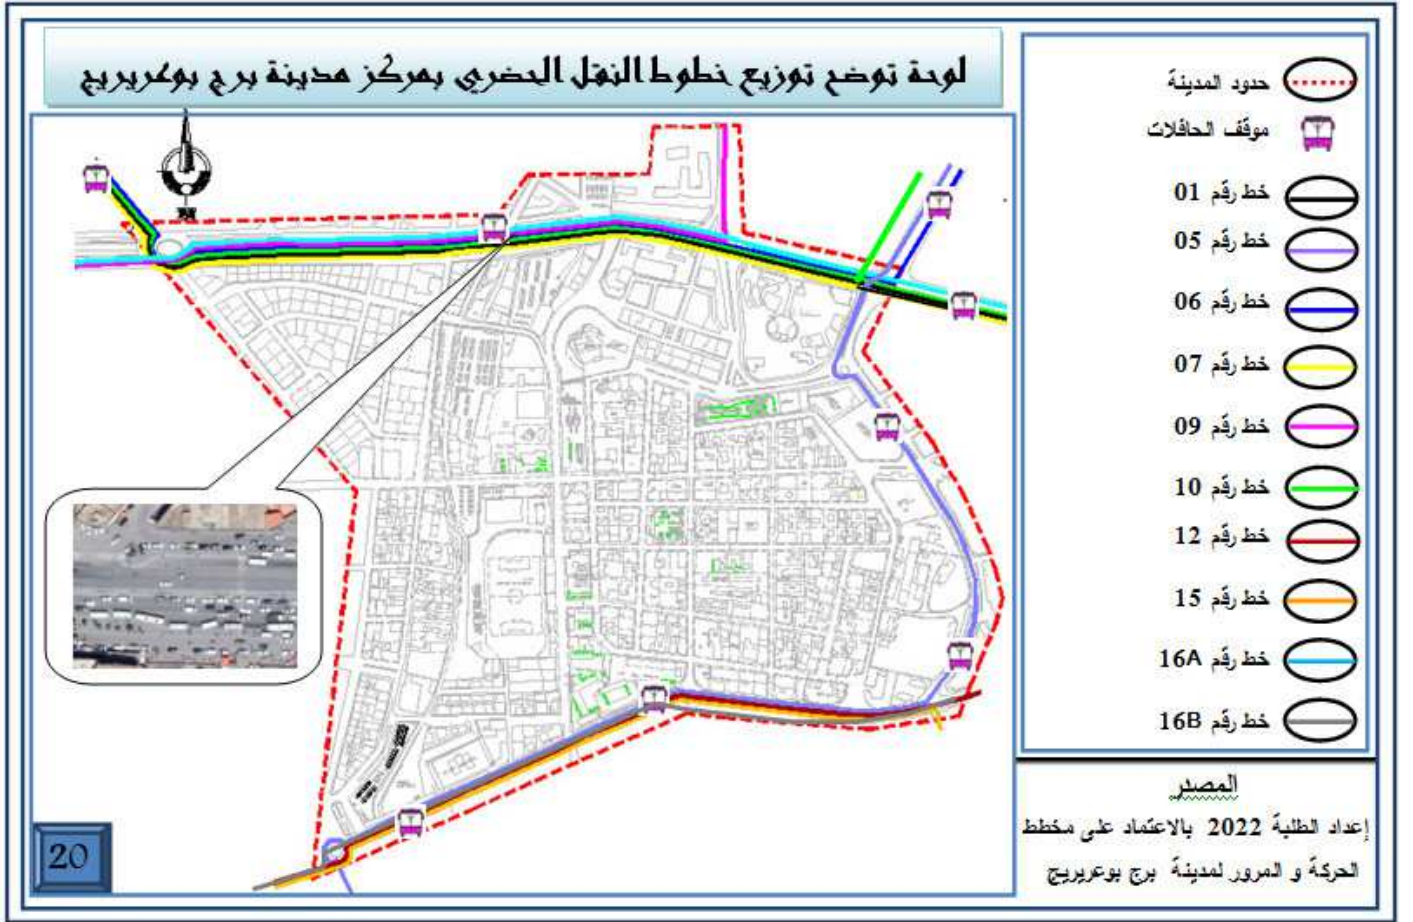 لوحة توضح توزيع خطوط النقل الحضري بمركز مدينة برج بوعريريج
حدود المدينة
موقف الحافلات
خط رقم 01
خط رقم 05
خط رقم 06
خط رقم 07
خط رقم 09
خط رقم 10
خط رقم 12
خط رقم 15
خط رقم 16A
خط رقم 16B
المصدر
إعداد الطلبة 2022 بالاعتماد على مخطط
الحركة و المرور لمدينة برج بوعريريج
20